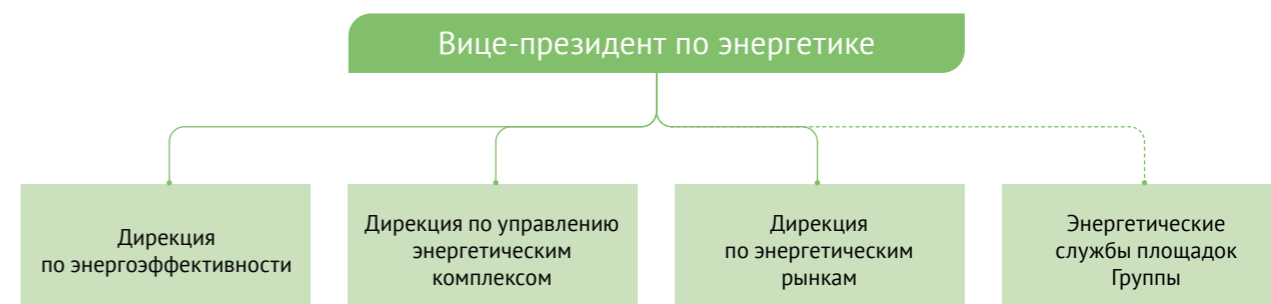 Вице-президент по энергетике
Дирекция
по энергоэффективности
Дирекция по управлению
энергетическим
комплексом
Дирекция
по энергетическим
рынкам
Энергетические
службы площадок
Группы